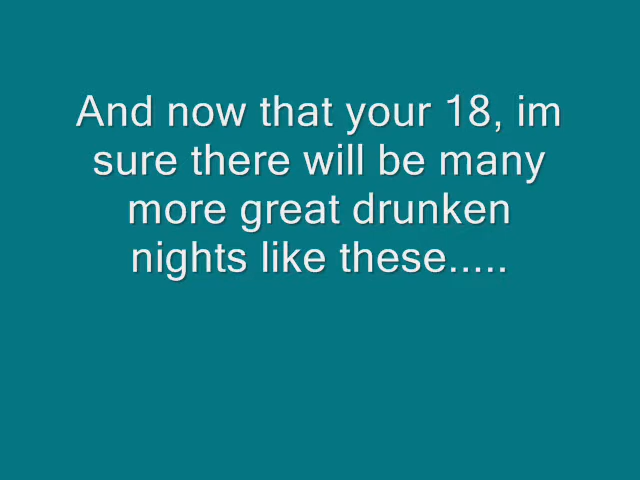 And now that your 18, im
sure there will be many
more great drunken
nights like these.....